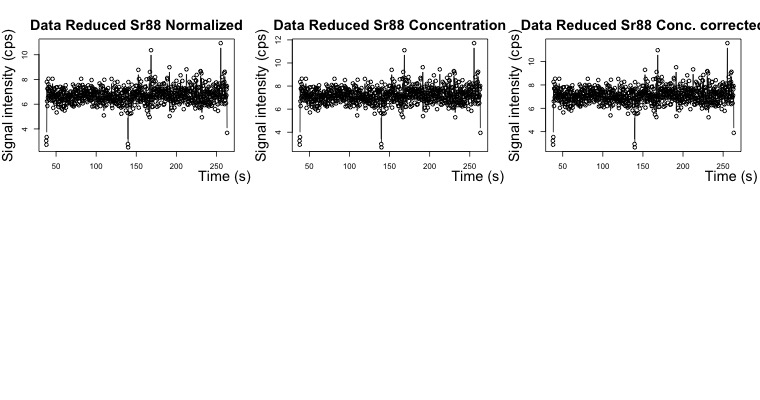 Data Reduced Sr88 Normalized
Signal intensity (cps)
4 6 8 10
50 100 150 200 250
Time (s)
Data Reduced Sr88 Concentration
Signal intensity (cps)
4 6 8 10 12
50 100 150 200 250
Time (s)
Data Reduced Sr88 Conc. corrected
Signal intensity (cps)
4 6 8 10
50 100 150 200 250
Time (s)